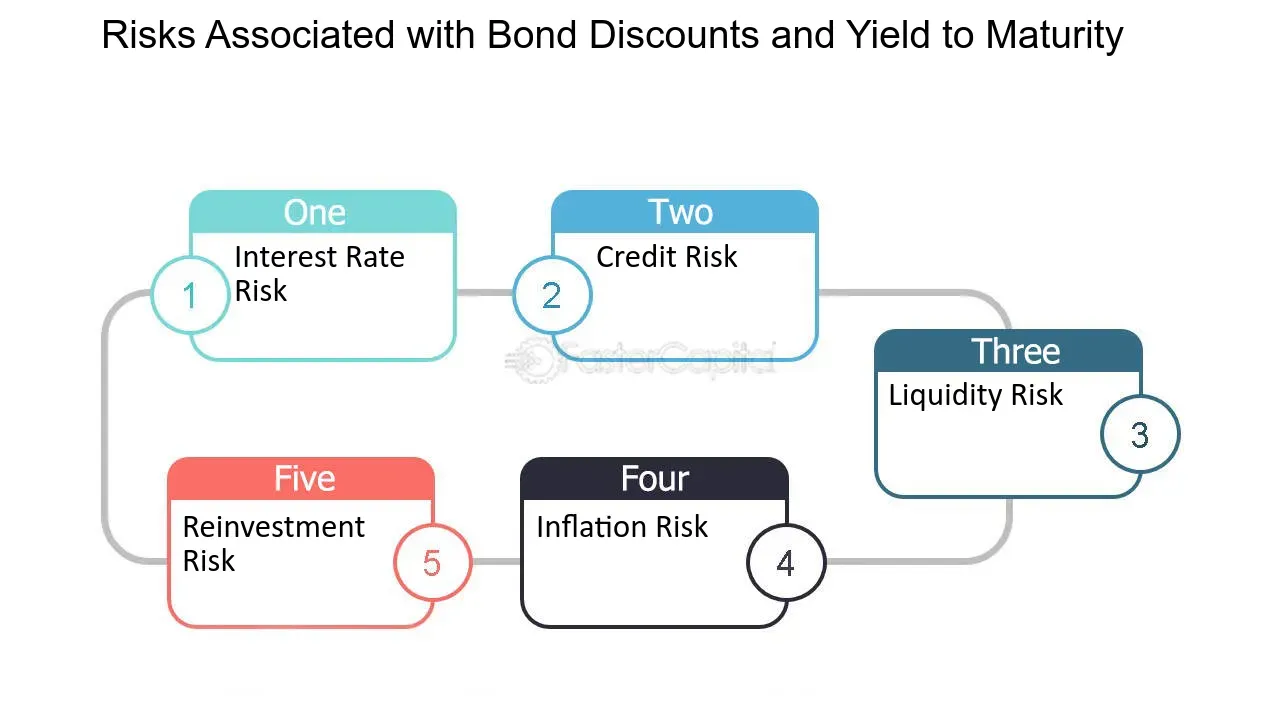 Risks Associated with Bond Discounts and Yield to Maturity
One
1
Interest Rate
Risk
Two
2
Credit Risk
FasterCapital
Three
Liquidity Risk
3
Four
Inflation Risk
4
Five
Reinvestment
Risk
5